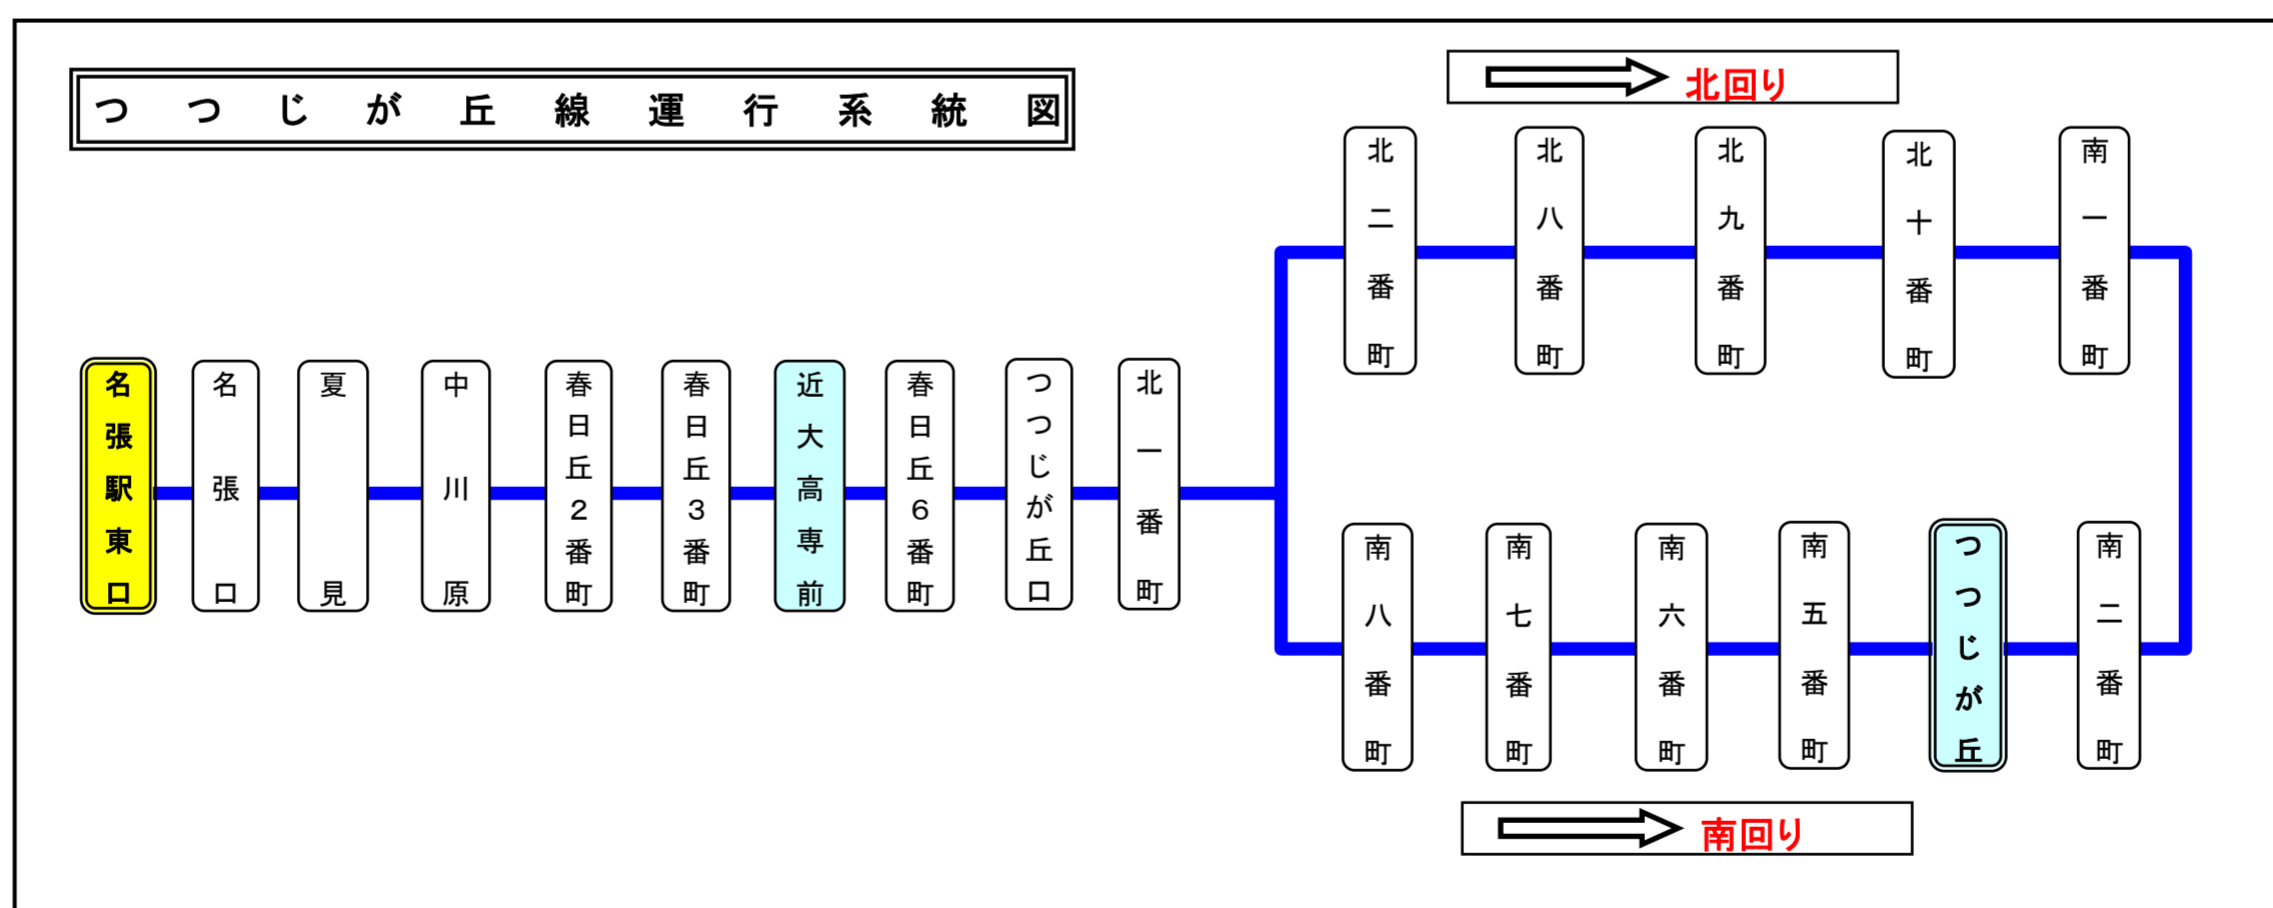 つつじが丘線運行系統図
北回り
北二番町
北八番町
北九番町
北十番町
南一番町
名張駅東口
名張口
夏見
中川原
春日丘2番町
春日丘3番町
近大高専前
春日丘6番町
つつじが丘口
北一番町
南八番町
南七番町
南六番町
南五番町
つつじが丘
南二番町
南回り